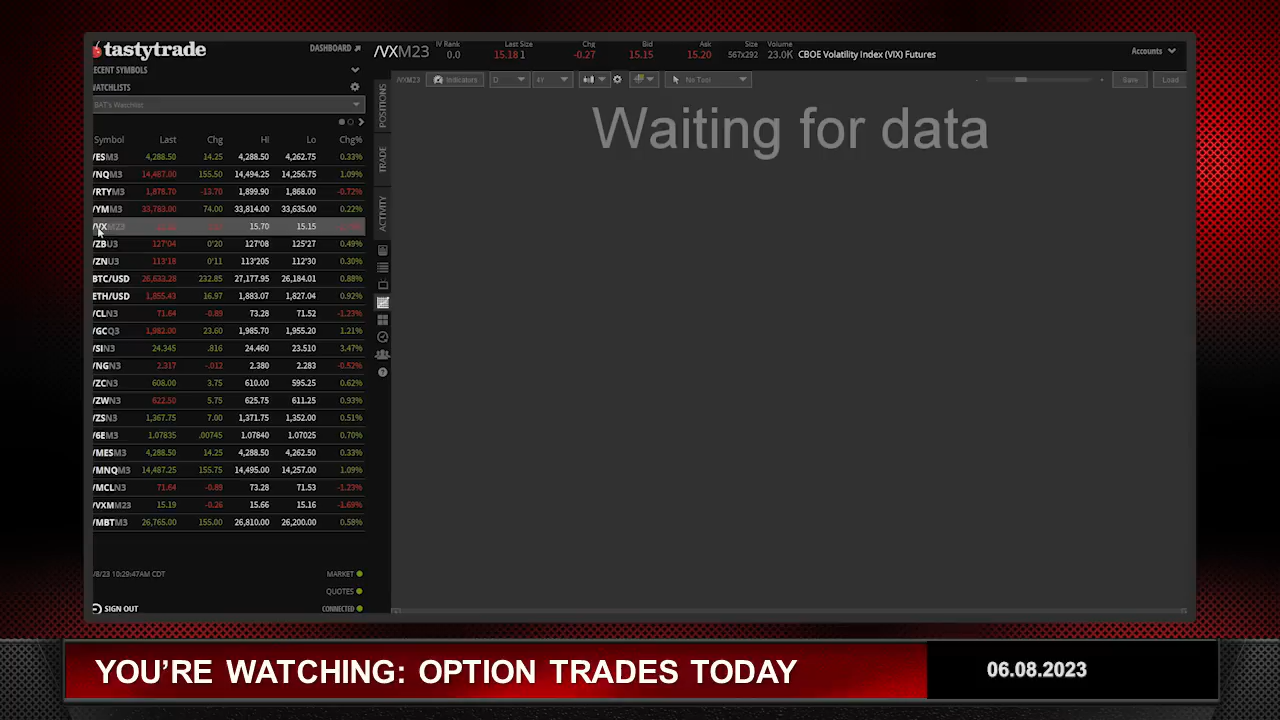 tastytrade
DASHBOARD
/VXM23
IV Rank
0.0
Last Size
15.18 1
Chg
-0.27
Bid
15.15
Ask
15.20
Size
567x292
Volume
23.0K
CBOE Volatility Index (VIX) Futures
Accounts
ECENT SYMBOLS
WATCHLISTS
BAT's Watchlist
/VXM23
Indicators
D
4Y
No Tool
Save
Load
POSITIONS
TRADE
ACTIVITY
Waiting for data
Symbol Last Chg Hi Lo Chg%
/ESM3 4,288.50 14.25 4,288.50 4,262.75 0.33%
/NQM3 14,487.00 155.50 14,494.25 14,256.75 1.09%
/RTYM3 1,878.70 -13.70 1,899.90 1,868.00 -0.72%
/YMM3 33,783.00 74.00 33,814.00 33,635.00 0.22%
/VXM23 15.70 15.15
/ZBU3 127'04 0'20 127'08 125'27 0.49%
/ZNU3 113'18 0'11 113'205 112'30 0.30%
BTC/USD 26,633.28 232.85 27,177.95 26,184.01 0.88%
ETH/USD 1,855.43 16.97 1,883.07 1,827.04 0.92%
/CLN3 71.64 -0.89 73.28 71.52 -1.23%
/GCQ3 1,982.00 23.60 1,985.70 1,955.20 1.21%
/SIN3 24.345 .816 24.460 23.510 3.47%
/NGN3 2.317 -.012 2.380 2.283 -0.52%
/ZCN3 608.00 3.75 610.00 595.25 0.62%
/ZWN3 622.50 5.75 625.75 611.25 0.93%
/ZSN3 1,367.75 7.00 1,371.75 1,352.00 0.51%
/6EM3 1.07835 .00745 1.07840 1.07025 0.70%
/MESM3 4,288.50 14.25 4,288.50 4,262.50 0.33%
/MNQM3 14,487.25 155.75 14,495.00 14,257.00 1.09%
/MCLN3 71.64 -0.89 73.28 71.53 -1.23%
/VXMM23 15.19 -0.26 15.66 15.16 -1.69%
/MBTM3 26,765.00 155.00 26,810.00 26,200.00 0.58%
/8/23 10:29:47AM CDT
MARKET
QUOTES
SIGN OUT
CONNECTED
YOU'RE WATCHING: OPTION TRADES TODAY
06.08.2023